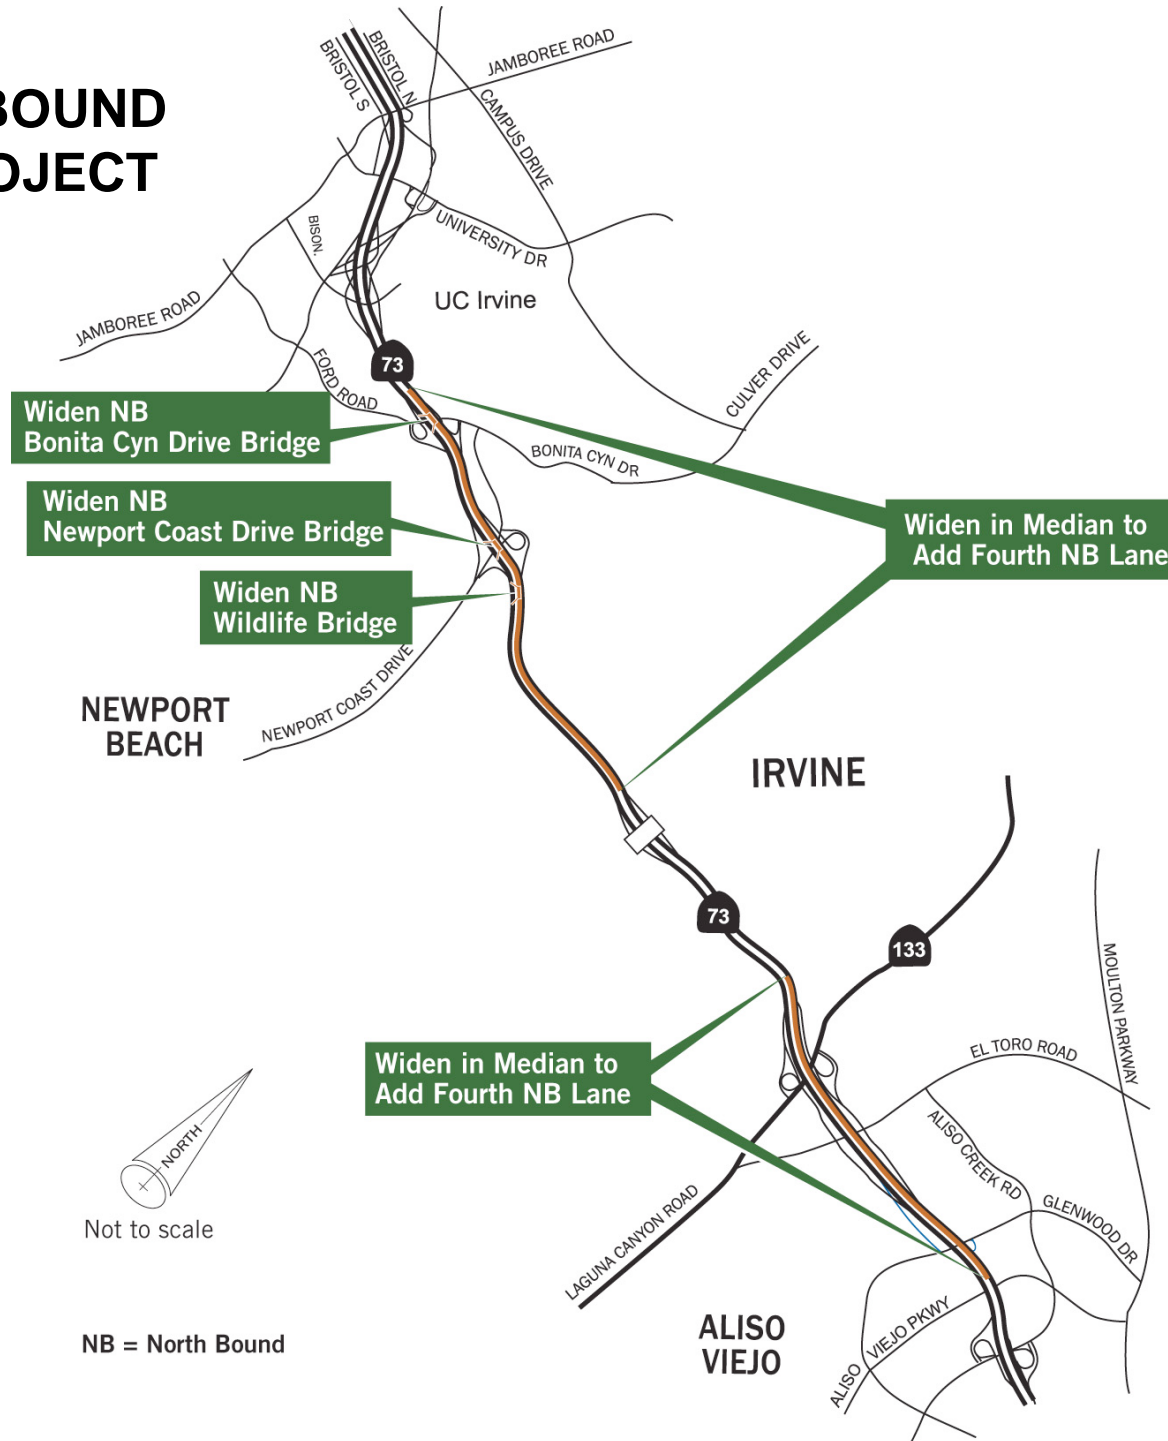 BOUND
OJECT
BRISTOL S
BRISTOL N
JAMBOREE ROAD
CAMPUS DRIVE
BISON.
UNIVERSITY DR
UC Irvine
JAMBOREE ROAD
73
FORD ROAD
CULVER DRIVE
Widen NB
Bonita Cyn Drive Bridge
BONITA CYN DR
Widen NB
Newport Coast Drive Bridge
Widen in Median to
Add Fourth NB Lane
Widen NB
Wildlife Bridge
NEWPORT COAST DRIVE
NEWPORT
BEACH
IRVINE
73
133
MOULTON PARKWAY
Widen in Median to
Add Fourth NB Lane
EL TORO ROAD
ALISO CREEK RD
NORTH
Not to scale
LAGUNA CANYON ROAD
GLENWOOD DR
NB = North Bound
ALISO
VIEJO
ALISO VIEJO PKWY